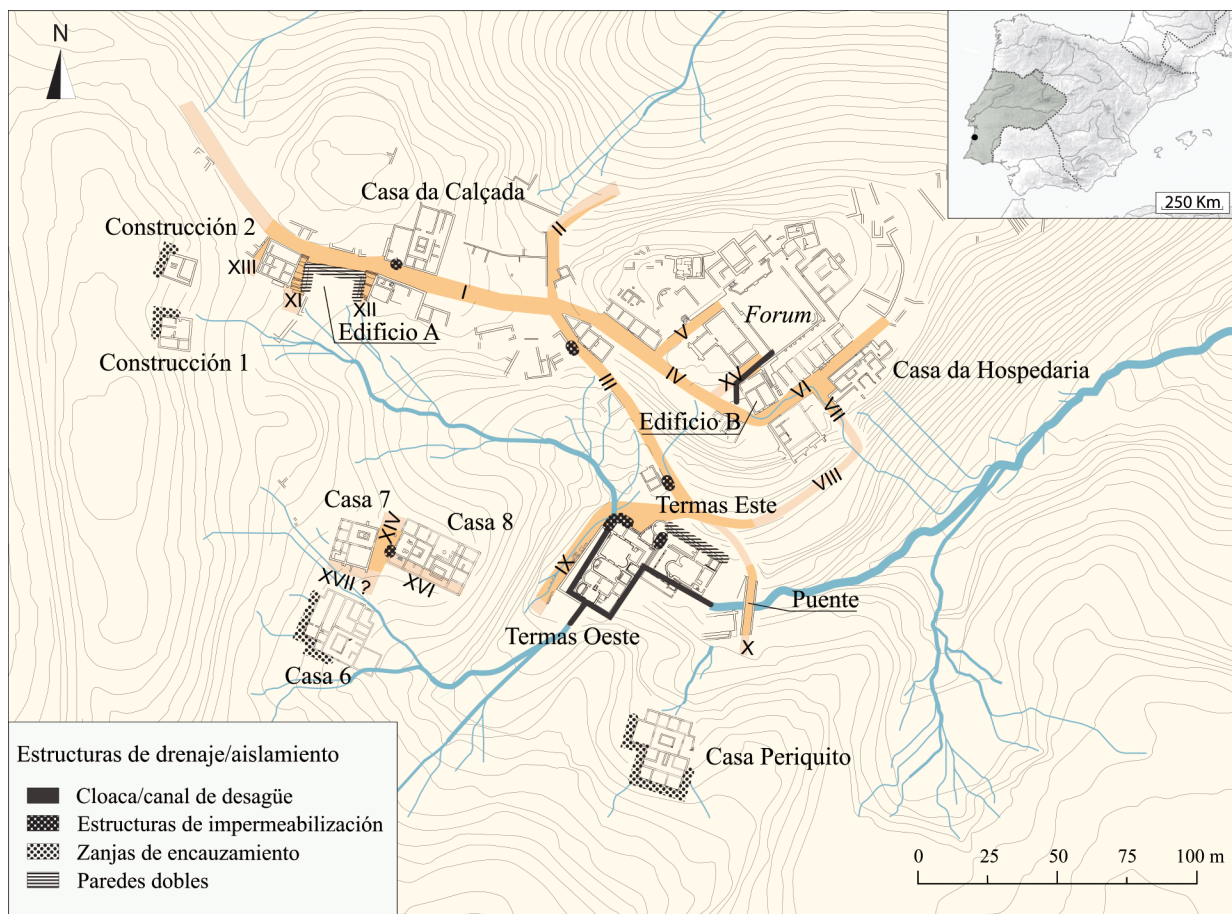 N
250 Km
Casa da Calçada
Construcción 2
II
XIII
XI
XII
I
Edificio A
Forum
V
Construcción 1
III
IV
XV
VI
VII
Casa da Hospedaria
Edificio B
VIII
Casa 7
XIV
Casa 8
Termas Este
IX
XVII ?
XVI
Puente
Termas Oeste
X
Casa 6
Casa Periquito
Estructuras de drenaje/aislamiento
Cloaca/canal de desagüe
Estructuras de impermeabilización
Zanjas de encauzamiento
Paredes dobles
0 25 50 75 100 m